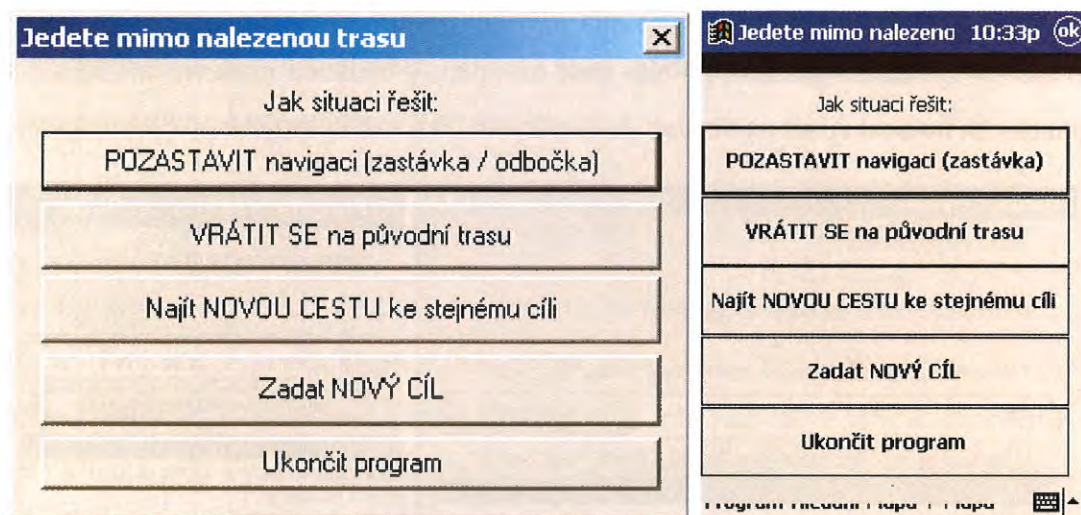 Jedete mimo nalezenou trasu
Jak situaci řešit:
POZASTAVIT navigaci (zastávka / odbočka)
VRÁTIT SE na původní trasu
Najít NOVOU CESTU ke stejnému cíli
Zadat NOVÝ CÍL
Ukončit program
Jedete mimo nalezeno 10:33p ok
Jak situaci řešit:
POZASTAVIT navigaci (zastávka)
VRÁTIT SE na původní trasu
Najít NOVOU CESTU ke stejnému cíli
Zadat NOVÝ CÍL
Ukončit program